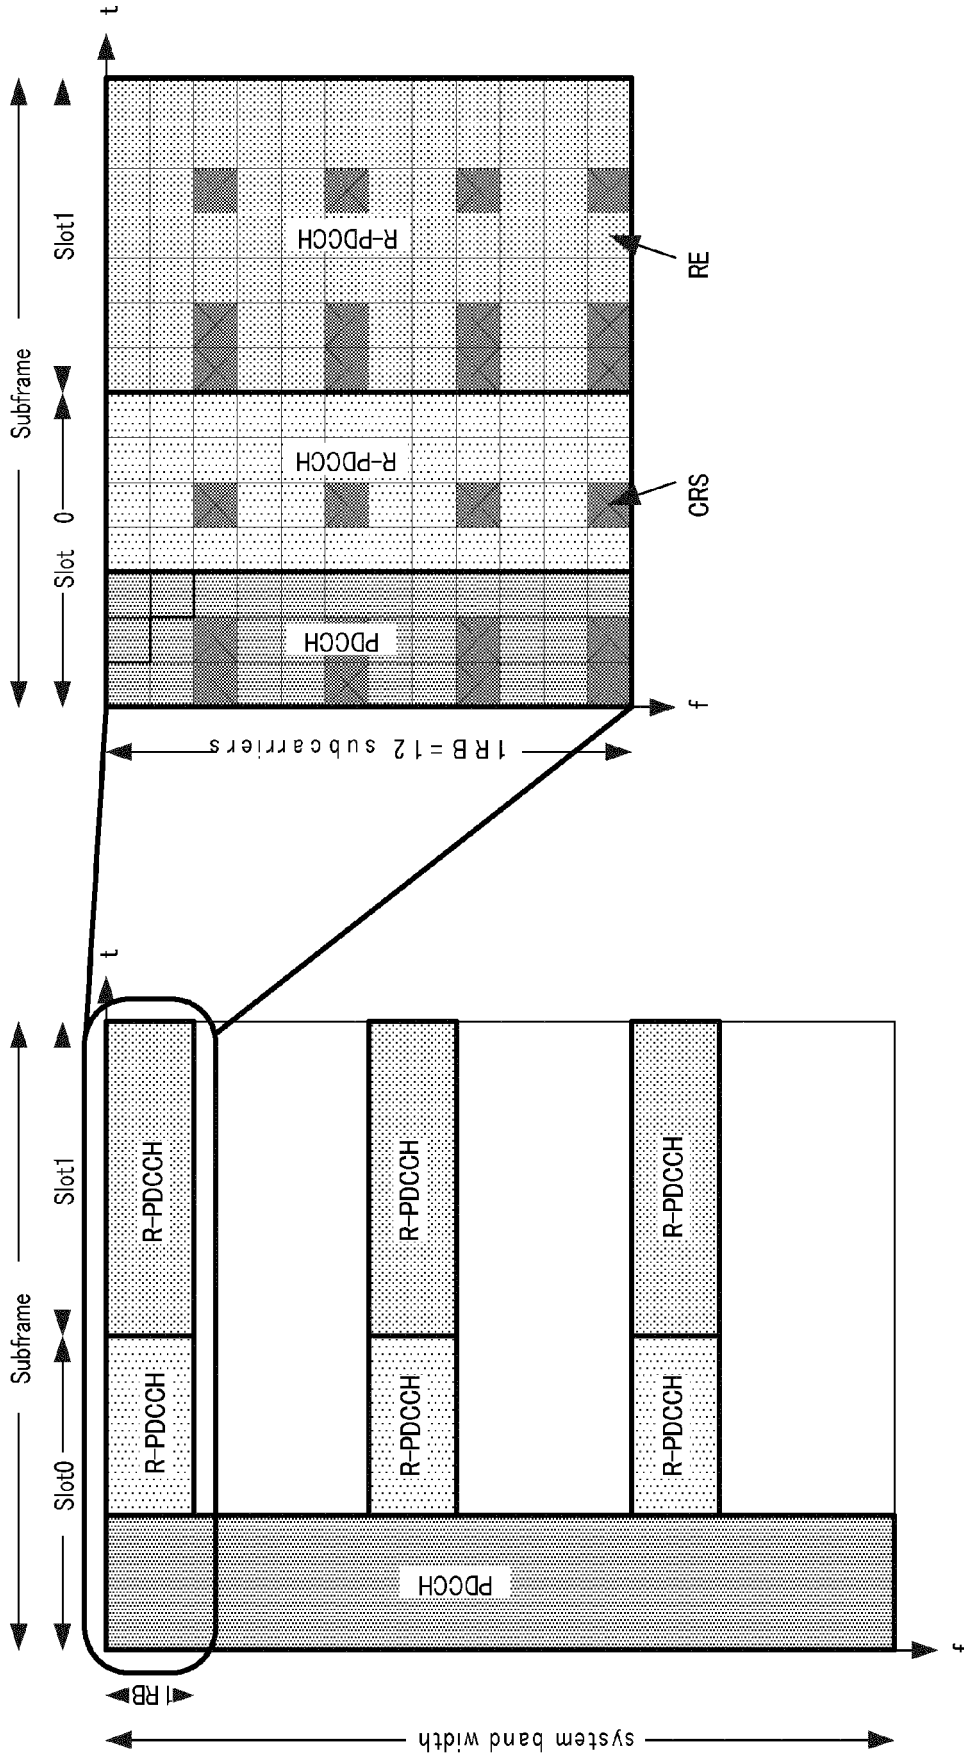 Subframe
Slot 0
Slot1
t
PDCCH
R-PDCCH
R-PDCCH
1RB=12 subcarriers
f
CRS
RE
Subframe
Slot0
Slot1
t
1RB
R-PDCCH
R-PDCCH
R-PDCCH
R-PDCCH
R-PDCCH
R-PDCCH
PDCCH
system band width
f